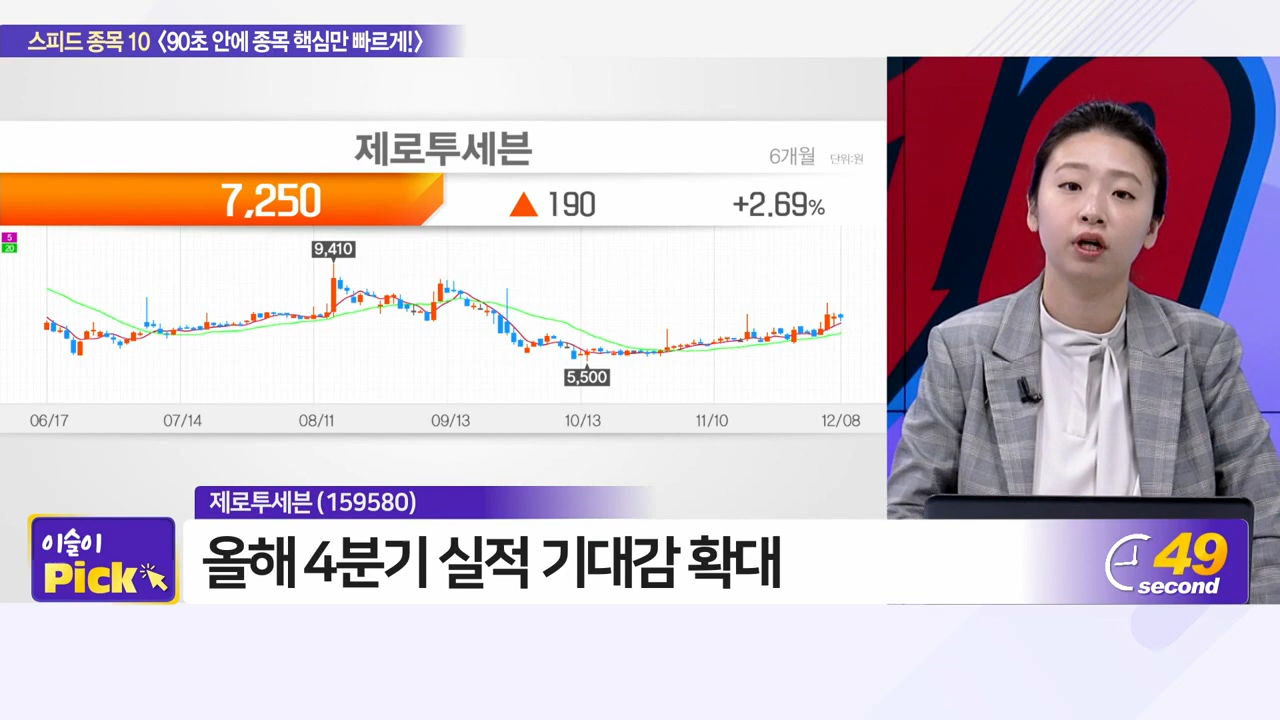 스피드 종목 10 〈90초 안에 종목 핵심만 빠르게!〉
제로투세븐
6개월 단위:원
7,250 ▲ 190 +2.69%
5
20
9,410
5,500
06/17 07/14 08/11 09/13 10/13 11/10 12/08
제로투세븐 (159580)
이슬이
Pick
올해 4분기 실적 기대감 확대
49
second